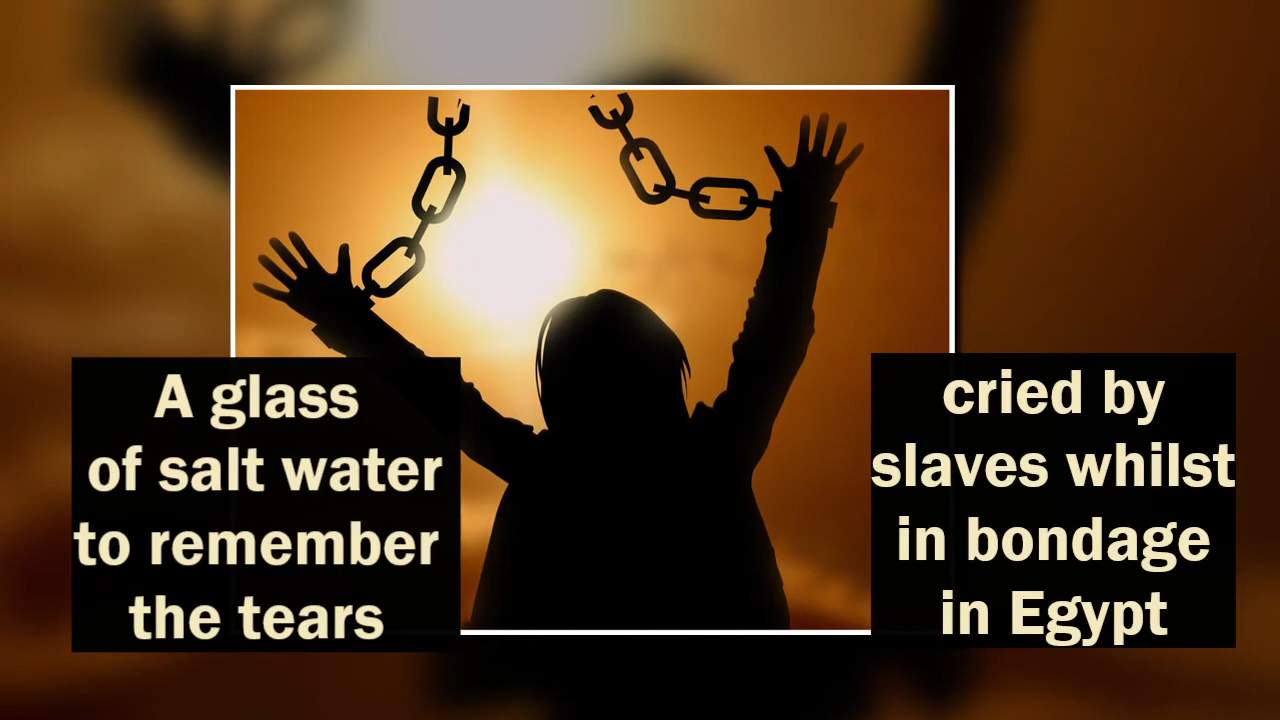 A glass
of salt water
to remember
the tears
cried by
slaves whilst
in bondage
in Egypt